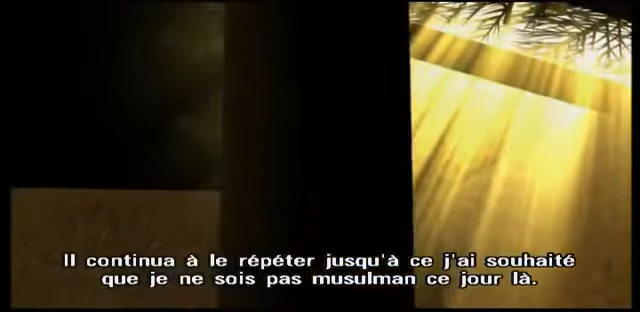 Il continua à le répéter jusqu'à ce j'ai souhaité
que je ne sois pas musulman ce jour là.